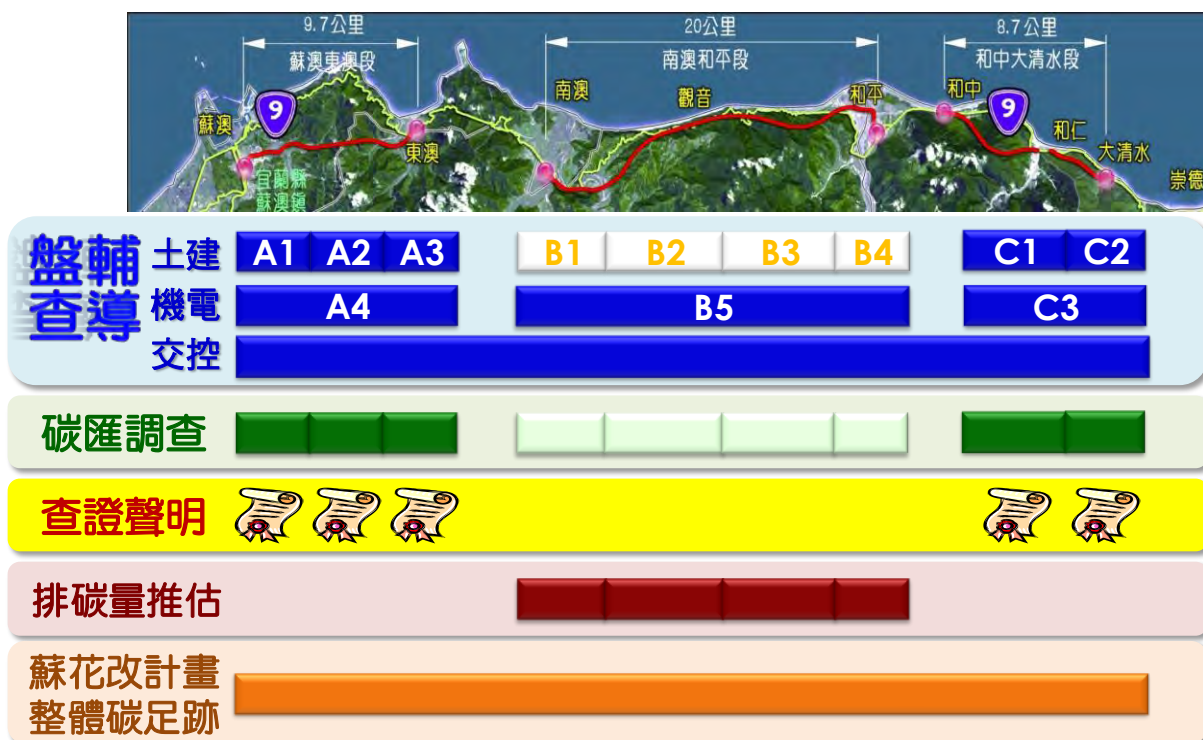 9.7公里
20公里
8.7公里
蘇澳東澳段
南澳和平段
和中大清水段
蘇澳
9
東澳
宜蘭縣
蘇澳鎮
南澳
觀音
和平
和中
9
和仁
大清水
崇德
盤輔
查導
土建
A1 A2 A3
B1 B2 B3 B4
C1 C2
機電
A4
B5
C3
交控
碳匯調查
查證聲明
排碳量推估
蘇花改計畫
整體碳足跡